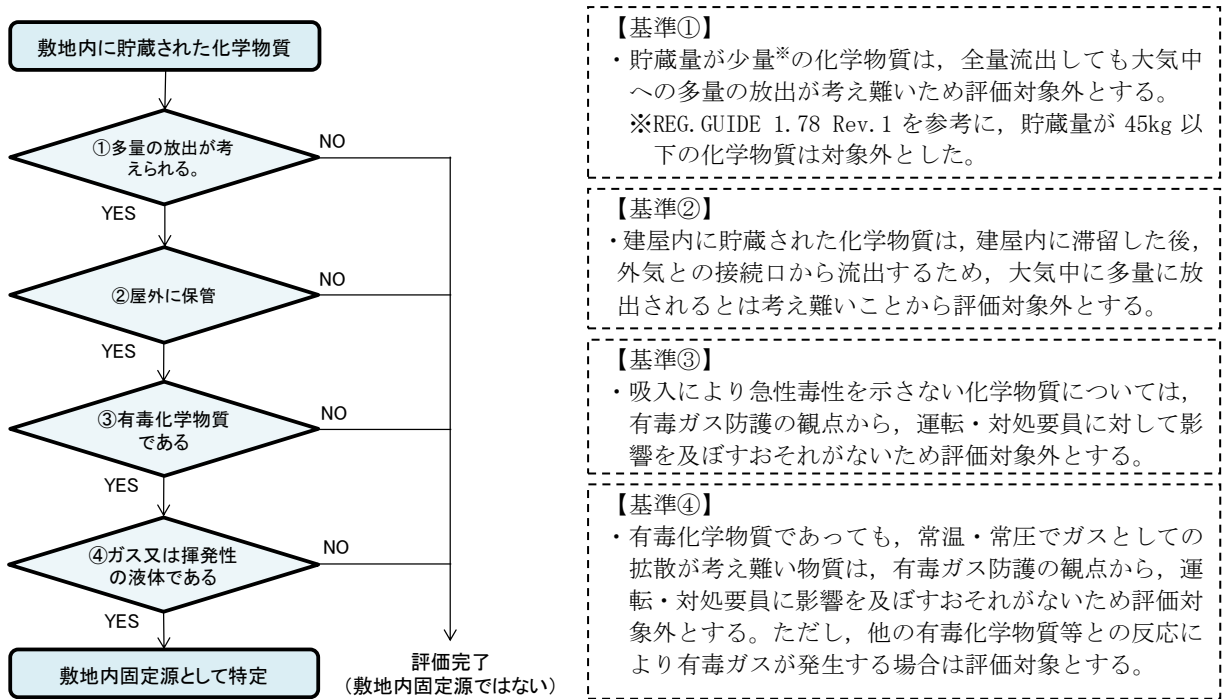 敷地内に貯蔵された化学物質
①多量の放出が考
えられる。
NO
YES
②屋外に保管
NO
YES
③有毒化学物質
である
NO
YES
④ガス又は揮発性
の液体である
NO
YES
敷地内固定源として特定
評価完了
(敷地内固定源ではない)
【基準①】
・貯蔵量が少量※の化学物質は，全量流出しても大気中
への多量の放出が考え難いため評価対象外とする。
※REG.GUIDE 1.78 Rev.1 を参考に，貯蔵量が 45kg 以
下の化学物質は対象外とした。
【基準②】
・建屋内に貯蔵された化学物質は，建屋内に滞留した後，
外気との接続口から流出するため，大気中に多量に放
出されるとは考え難いことから評価対象外とする。
【基準③】
・吸入により急性毒性を示さない化学物質については，
有毒ガス防護の観点から，運転・対処要員に対して影
響を及ぼすおそれがないため評価対象外とする。
【基準④】
・有毒化学物質であっても，常温・常圧でガスとしての
拡散が考え難い物質は，有毒ガス防護の観点から，運
転・対処要員に影響を及ぼすおそれがないため評価対
象外とする。ただし，他の有毒化学物質等との反応に
より有毒ガスが発生する場合は評価対象とする。